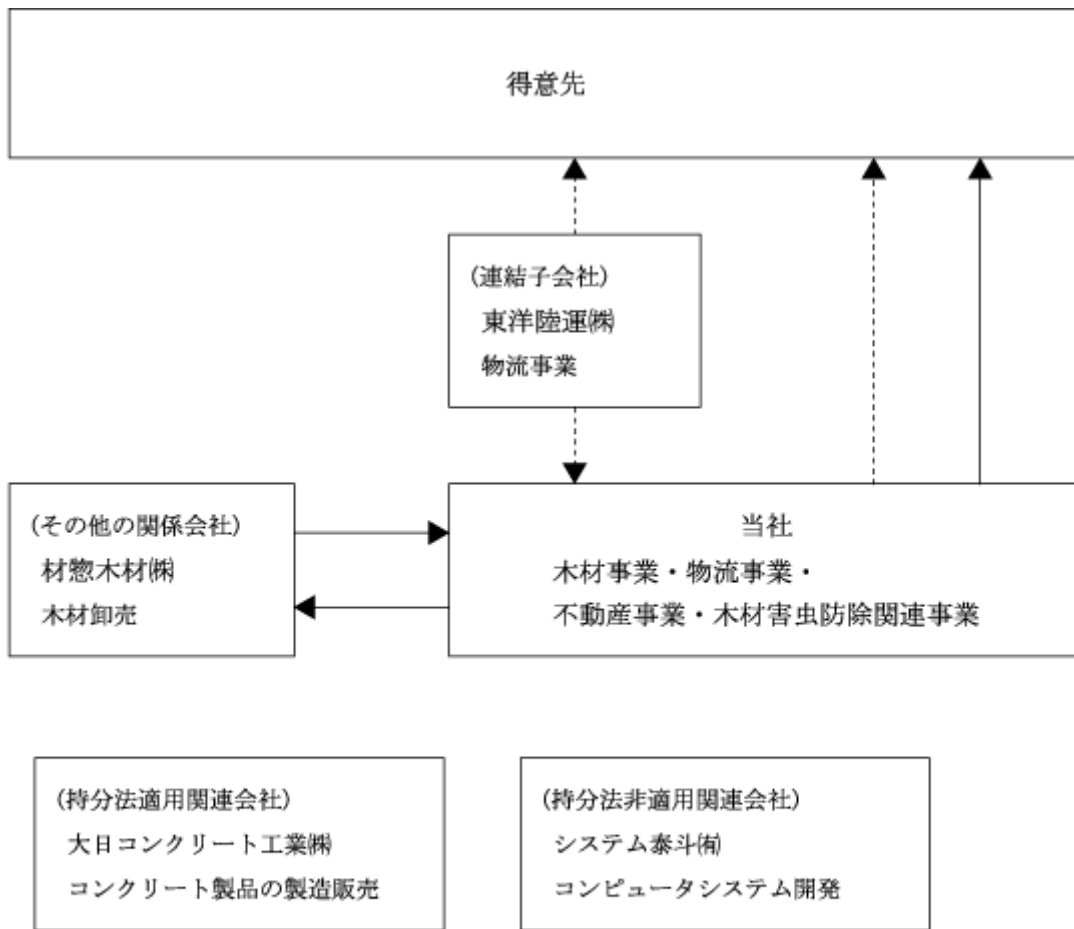 得意先
(連結子会社)
東洋陸運㈱
物流事業
(その他の関係会社)
材惣木材㈱
木材卸売
当社
木材事業・物流事業・
不動産事業・木材害虫防除関連事業
(持分法適用関連会社)
大日コンクリート工業㈱
コンクリート製品の製造販売
(持分法非適用関連会社)
システム泰斗㈲
コンピュータシステム開発